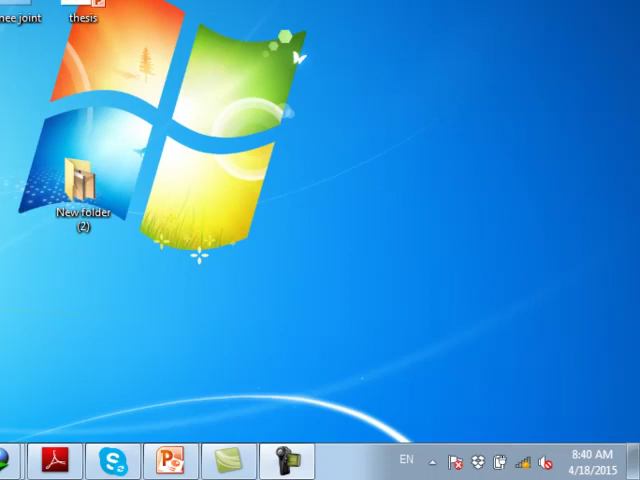 nee joint
thesis
New folder
(2)
EN
8:40 AM
4/18/2015